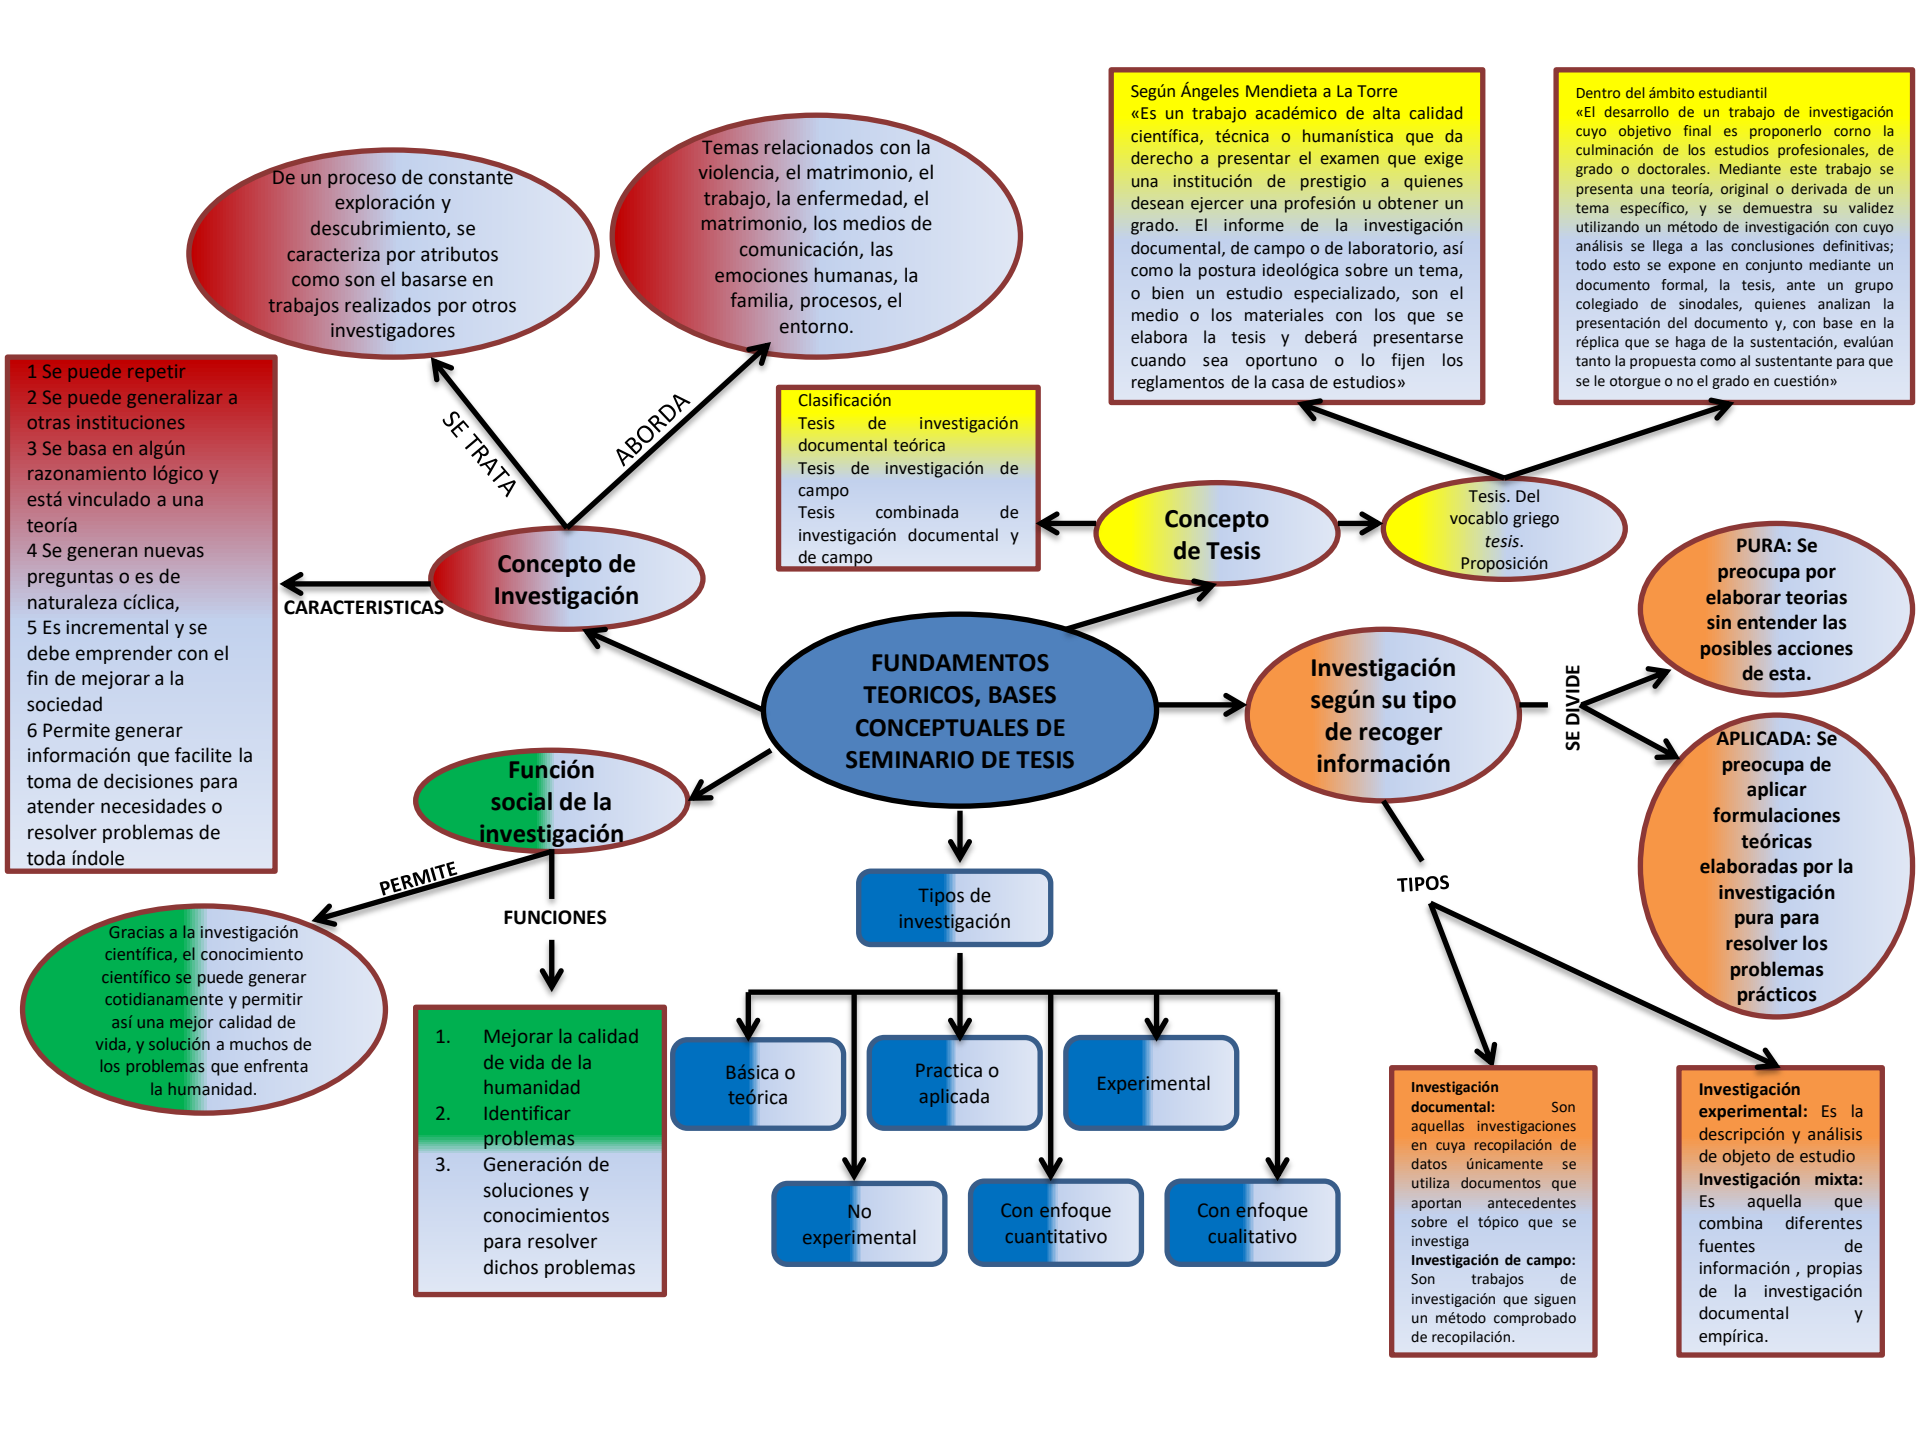 Según Ángeles Mendieta a La Torre
«Es un trabajo académico de alta calidad
científica, técnica o humanística que da
derecho a presentar el examen que exige
una institución de prestigio a quienes
desean ejercer una profesión u obtener un
grado. El informe de la investigación
documental, de campo o de laboratorio, así
como la postura ideológica sobre un tema,
o bien un estudio especializado, son el
medio o los materiales con los que se
elabora la tesis y deberá presentarse
cuando sea oportuno o lo fijen los
reglamentos de la casa de estudios»
Dentro del ámbito estudiantil
«El desarrollo de un trabajo de investigación
cuyo objetivo final es proponerlo corno la
culminación de los estudios profesionales, de
grado o doctorales. Mediante este trabajo se
presenta una teoría, original o derivada de un
tema específico, y se demuestra su validez
utilizando un método de investigación con cuyo
análisis se llega a las conclusiones definitivas;
todo esto se expone en conjunto mediante un
documento formal, la tesis, ante un grupo
colegiado de sinodales, quienes analizan la
presentación del documento y, con base en la
réplica que se haga de la sustentación, evalúan
tanto la propuesta como al sustentante para que
se le otorgue o no el grado en cuestión»
Temas relacionados con la
violencia, el matrimonio, el
trabajo, la enfermedad, el
matrimonio, los medios de
comunicación, las
emociones humanas, la
familia, procesos, el
entorno.
De un proceso de constante
exploración y
descubrimiento, se
caracteriza por atributos
como son el basarse en
trabajos realizados por otros
investigadores
1 Se puede repetir
2 Se puede generalizar a
otras instituciones
3 Se basa en algún
razonamiento lógico y
está vinculado a una
teoría
4 Se generan nuevas
preguntas o es de
naturaleza cíclica,
5 Es incremental y se
debe emprender con el
fin de mejorar a la
sociedad
6 Permite generar
información que facilite la
toma de decisiones para
atender necesidades o
resolver problemas de
toda índole
SE TRATA
ABORDA
Clasificación
Tesis de investigación
documental teórica
Tesis de investigación de
campo
Tesis combinada de
investigación documental y
de campo
Concepto
de Tesis
Tesis. Del
vocablo griego
tesis.
Proposición
Concepto de
Investigación
CARACTERISTICAS
PURA: Se
preocupa por
elaborar teorias
sin entender las
posibles acciones
de esta.
FUNDAMENTOS
TEORICOS, BASES
CONCEPTUALES DE
SEMINARIO DE TESIS
Investigación
según su tipo
de recoger
información
SE DIVIDE
APLICADA: Se
preocupa de
aplicar
formulaciones
teóricas
elaboradas por la
investigación
pura para
resolver los
problemas
prácticos
Función
social de la
investigación
PERMITE
FUNCIONES
TIPOS
Gracias a la investigación
científica, el conocimiento
científico se puede generar
cotidianamente y permitir
así una mejor calidad de
vida, y solución a muchos de
los problemas que enfrenta
la humanidad.
1. Mejorar la calidad
de vida de la
humanidad
2. Identificar
problemas
3. Generación de
soluciones y
conocimientos
para resolver
dichos problemas
Tipos de
investigación
Básica o
teórica
Practica o
aplicada
Experimental
No
experimental
Con enfoque
cuantitativo
Con enfoque
cualitativo
Investigación
documental: Son
aquellas investigaciones
en cuya recopilación de
datos únicamente se
utiliza documentos que
aportan antecedentes
sobre el tópico que se
investiga
Investigación de campo:
Son trabajos de
investigación que siguen
un método comprobado
de recopilación.
Investigación
experimental: Es la
descripción y análisis
de objeto de estudio
Investigación mixta:
Es aquella que
combina diferentes
fuentes de
información , propias
de la investigación
documental y
empírica.